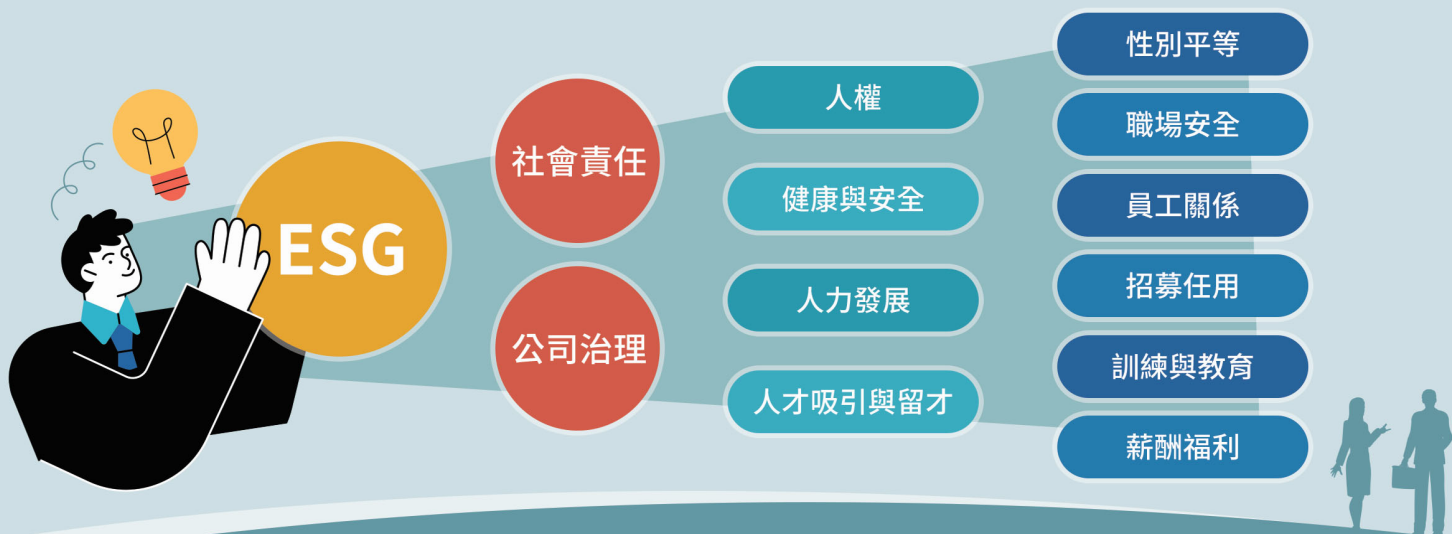 ESG
社會責任
公司治理
人權
健康與安全
人力發展
人才吸引與留才
性別平等
職場安全
員工關係
招募任用
訓練與教育
薪酬福利